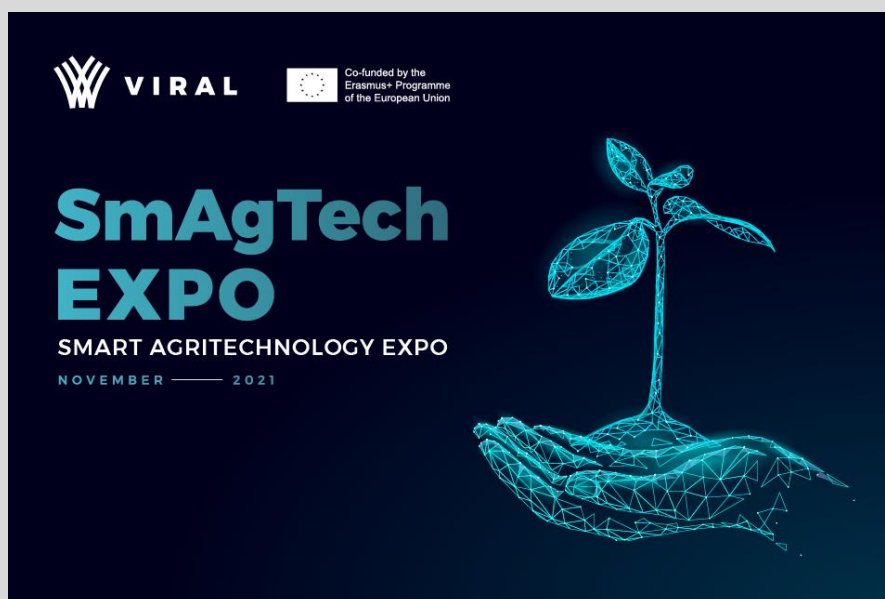 VIRAL
Co-funded by the
Erasmus+ Programme
of the European Union
SmAgTech
EXPO
SMART AGRITECHNOLOGY EXPO
NOVEMBER —— 2021